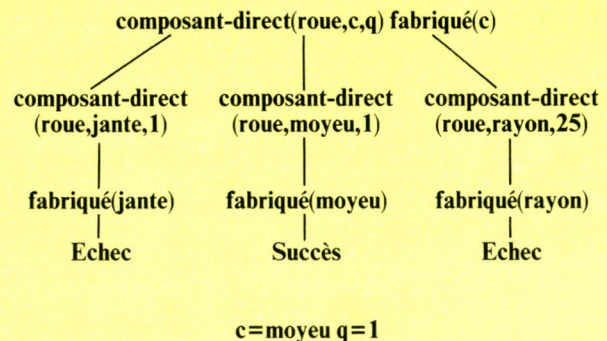 composant-direct(roue,c,q) fabriqué(c)
composant-direct composant-direct composant-direct
(roue,jante,1) (roue,moyeu,1) (roue,rayon,25)
fabriqué(jante) fabriqué(moyeu) fabriqué(rayon)
Echec Succès Echec
c=moyeu q=1